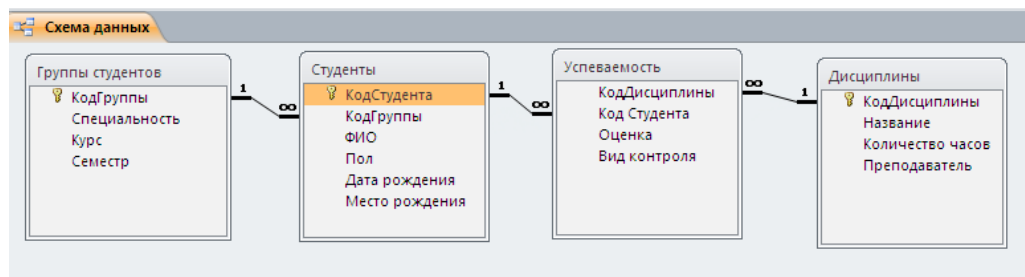 Схема данных
Группы студентов
КодГруппы
Специальность
Курс
Семестр
1
∞
Студенты
КодСтудента
КодГруппы
ФИО
Пол
Дата рождения
Место рождения
1
∞
Успеваемость
КодДисциплины
Код Студента
Оценка
Вид контроля
∞
1
Дисциплины
КодДисциплины
Название
Количество часов
Преподаватель